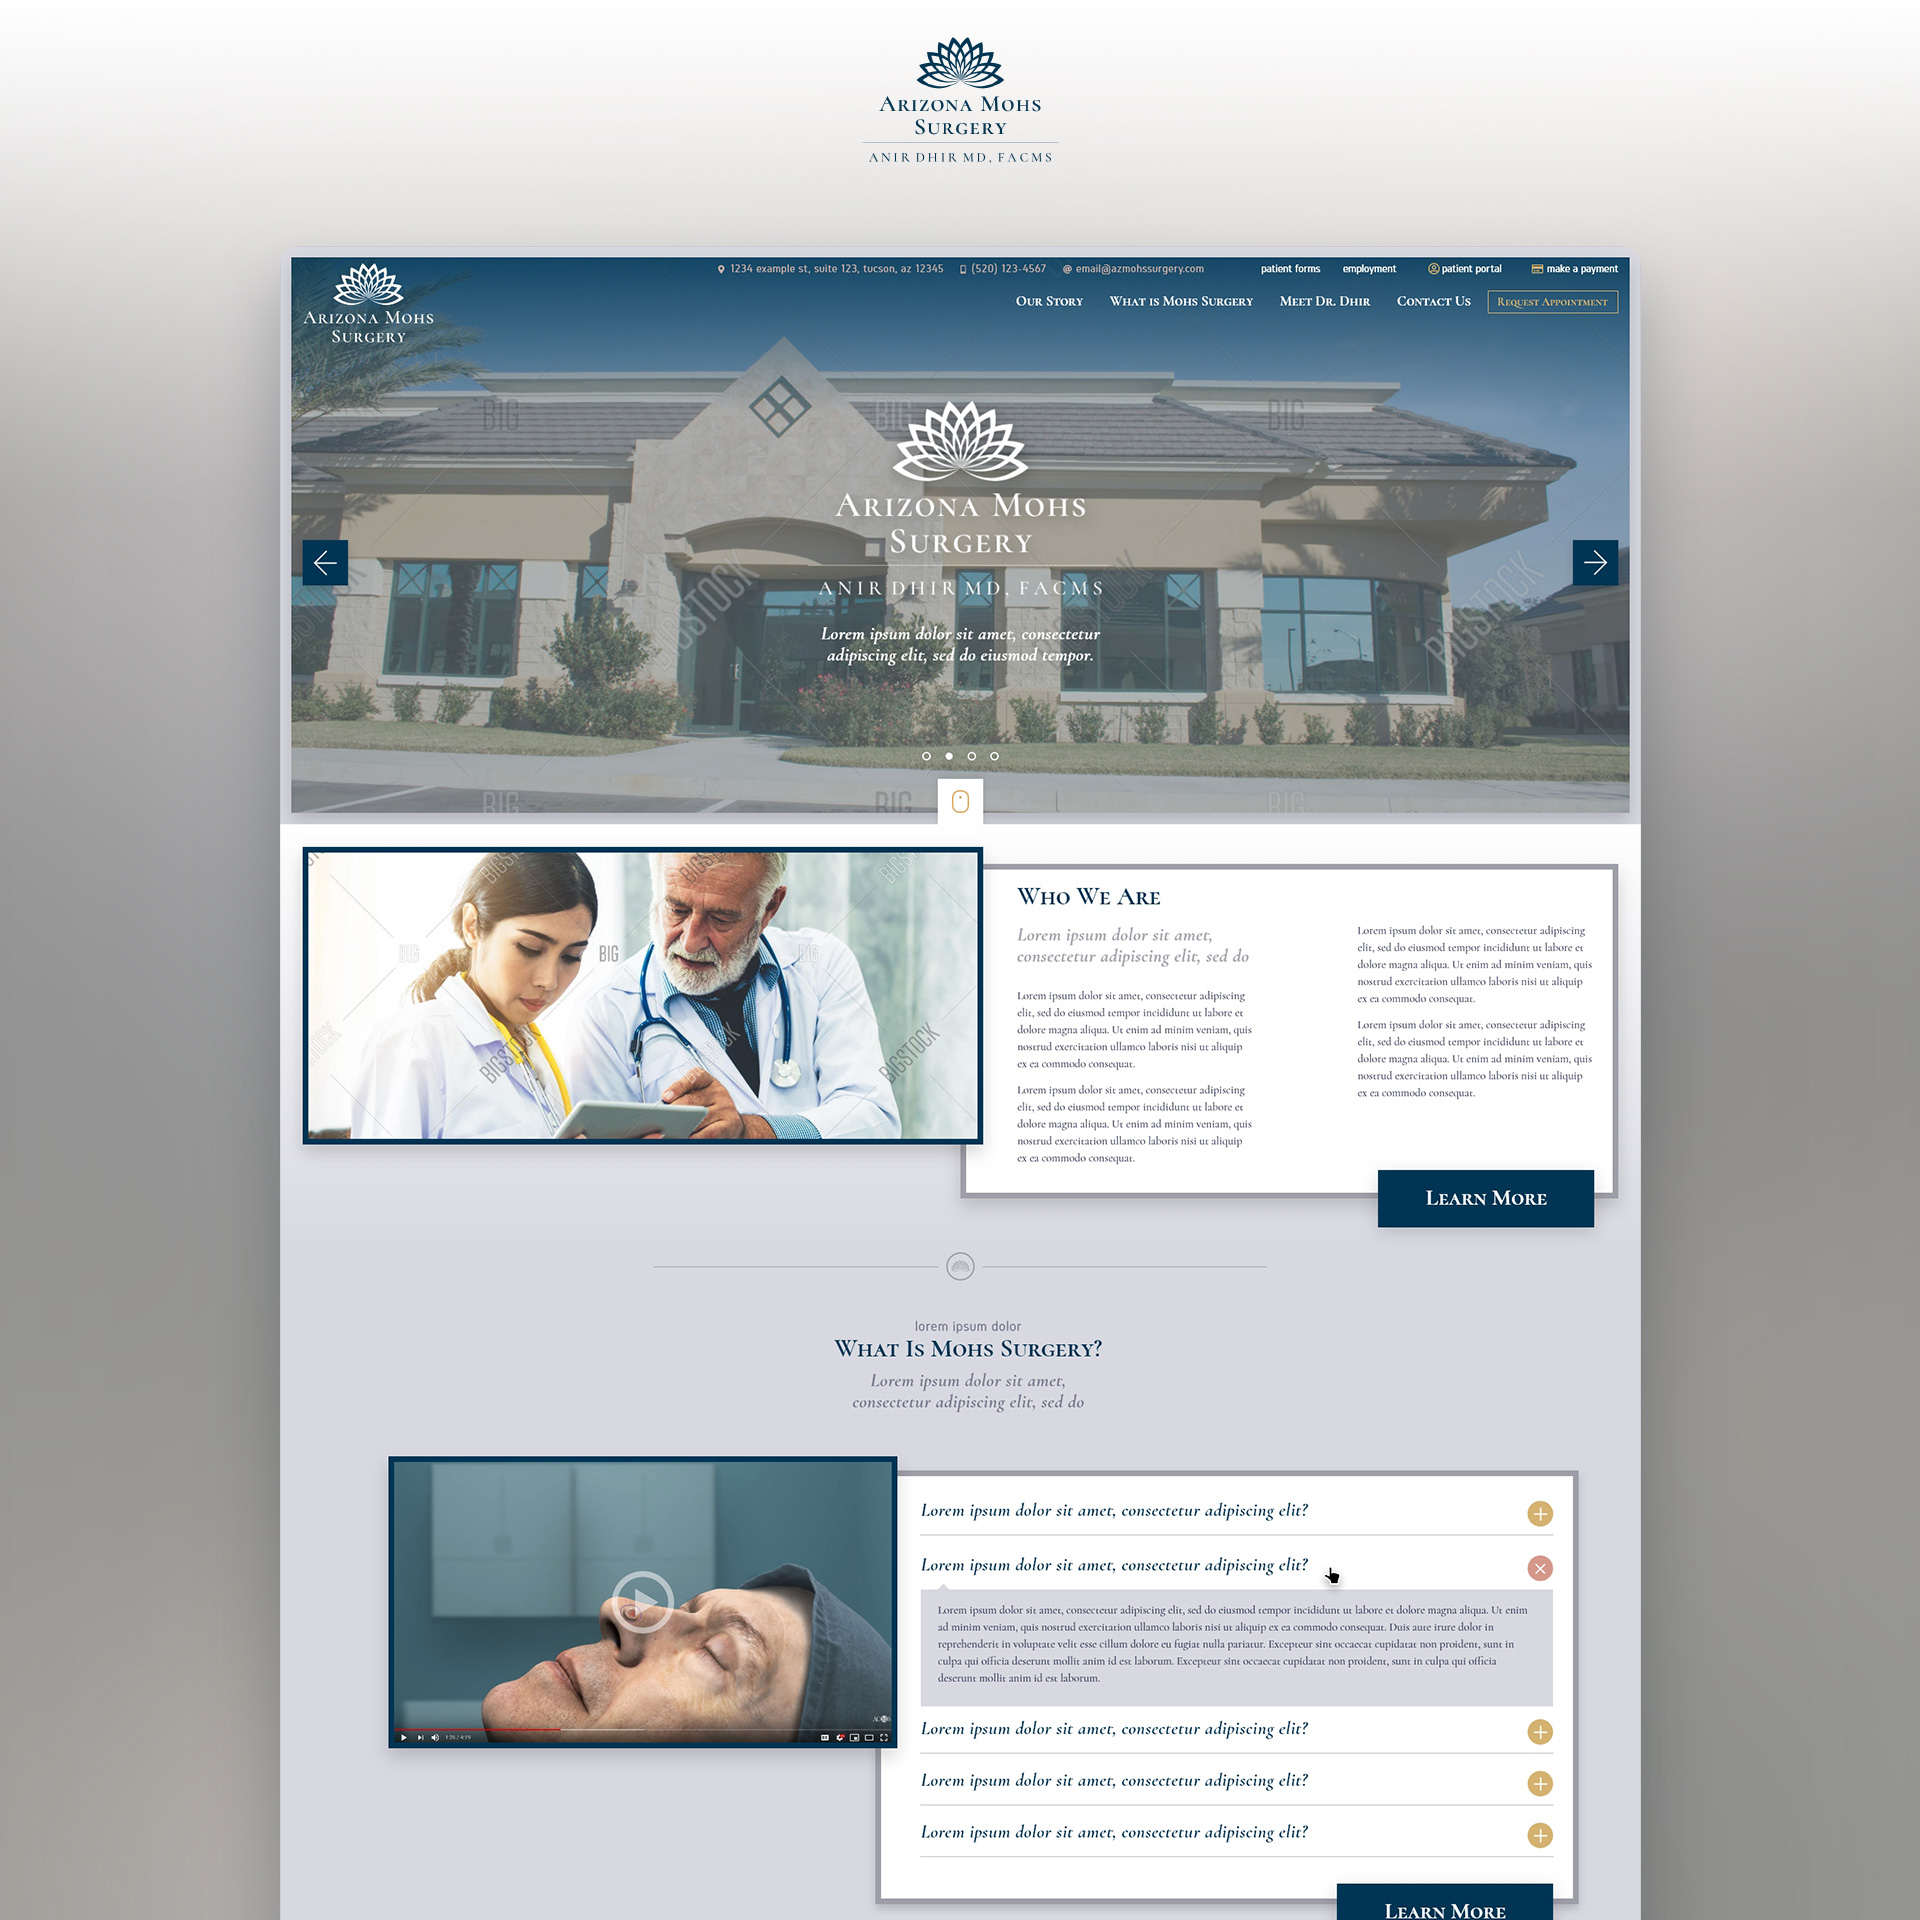 Arizona Mohs
Surgery
ANIR DHIR MD, FACMS
1234 example st, suite 123, tucson, az 12345 (520) 123-4567 email@azmohssurgery.com patient forms employment patient portal make a payment
Arizona Mohs
Surgery
Our Story What is Mohs Surgery Meet Dr. Dhir Contact Us Request Appointment
BIG BIG BIG
Arizona Mohs
Surgery
ANIR DHIR MD, FACMS
BIGSTOCK BIGSTOCK BIGSTOCK
Lorem ipsum dolor sit amet, consectetur
adipiscing elit, sed do eiusmod tempor.
BIG BIG BIG
BIG BIG BIG
BIGSTOCK BIGSTOCK BIGSTOCK
Who We Are
Lorem ipsum dolor sit amet,
consectetur adipiscing elit, sed do
Lorem ipsum dolor sit amet, consectetur adipiscing
elit, sed do eiusmod tempor incididunt ut labore et
dolore magna aliqua. Ut enim ad minim veniam, quis
nostrud exercitation ullamco laboris nisi ut aliquip
ex ea commodo consequat.
Lorem ipsum dolor sit amet, consectetur adipiscing
elit, sed do eiusmod tempor incididunt ut labore et
dolore magna aliqua. Ut enim ad minim veniam, quis
nostrud exercitation ullamco laboris nisi ut aliquip
ex ea commodo consequat.
Lorem ipsum dolor sit amet, consectetur adipiscing
elit, sed do eiusmod tempor incididunt ut labore et
dolore magna aliqua. Ut enim ad minim veniam, quis
nostrud exercitation ullamco laboris nisi ut aliquip
ex ea commodo consequat.
Lorem ipsum dolor sit amet, consectetur adipiscing
elit, sed do eiusmod tempor incididunt ut labore et
dolore magna aliqua. Ut enim ad minim veniam, quis
nostrud exercitation ullamco laboris nisi ut aliquip
ex ea commodo consequat.
Learn More
lorem ipsum dolor
What Is Mohs Surgery?
Lorem ipsum dolor sit amet,
consectetur adipiscing elit, sed do
Lorem ipsum dolor sit amet, consectetur adipiscing elit?
Lorem ipsum dolor sit amet, consectetur adipiscing elit?
Lorem ipsum dolor sit amet, consectetur adipiscing elit, sed do eiusmod tempor incididunt ut labore et dolore magna aliqua. Ut enim
ad minim veniam, quis nostrud exercitation ullamco laboris nisi ut aliquip ex ea commodo consequat. Duis aute irure dolor in
reprehenderit in voluptate velit esse cillum dolore eu fugiat nulla pariatur. Excepteur sint occaecat cupidatat non proident, sunt in
culpa qui officia deserunt mollit anim id est laborum. Excepteur sint occaecat cupidatat non proident, sunt in culpa qui officia
deserunt mollit anim id est laborum.
Lorem ipsum dolor sit amet, consectetur adipiscing elit?
Lorem ipsum dolor sit amet, consectetur adipiscing elit?
Lorem ipsum dolor sit amet, consectetur adipiscing elit?
Learn More